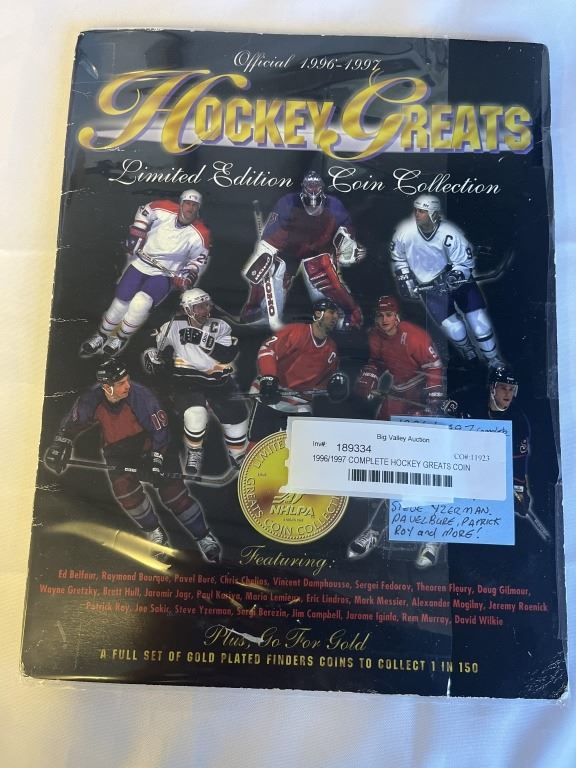 Official 1996-1997
HOCKEY GREATS
Limited Edition Coin Collection
Big Valley Auction
Inv#: 189334 CO#:11923
1996/1997 COMPLETE HOCKEY GREATS COIN
STEVE YZERMAN
PAVEL BURE, PATRICK
ROY and MORE!
NHLPA
COIN
Featuring:
Ed Belfour, Raymond Bourque, Pavel Bure, Chris Chelios, Vincent Damphousse, Sergei Fedorov, Theoren Fleury, Doug Gilmour,
Wayne Gretzky, Brett Hull, Jaromir Jagr, Paul Kariya, Mario Lemieux, Eric Lindros, Mark Messier, Alexander Mogilny, Jeremy Roenick
Patrick Roy, Joe Sakic, Steve Yzerman, Sergi Berezin, Jim Campbell, Jarome Iginla, Rem Murray, David Wilkie
Plus, Go For Gold
A FULL SET OF GOLD PLATED FINDERS COINS TO COLLECT 1 IN 150